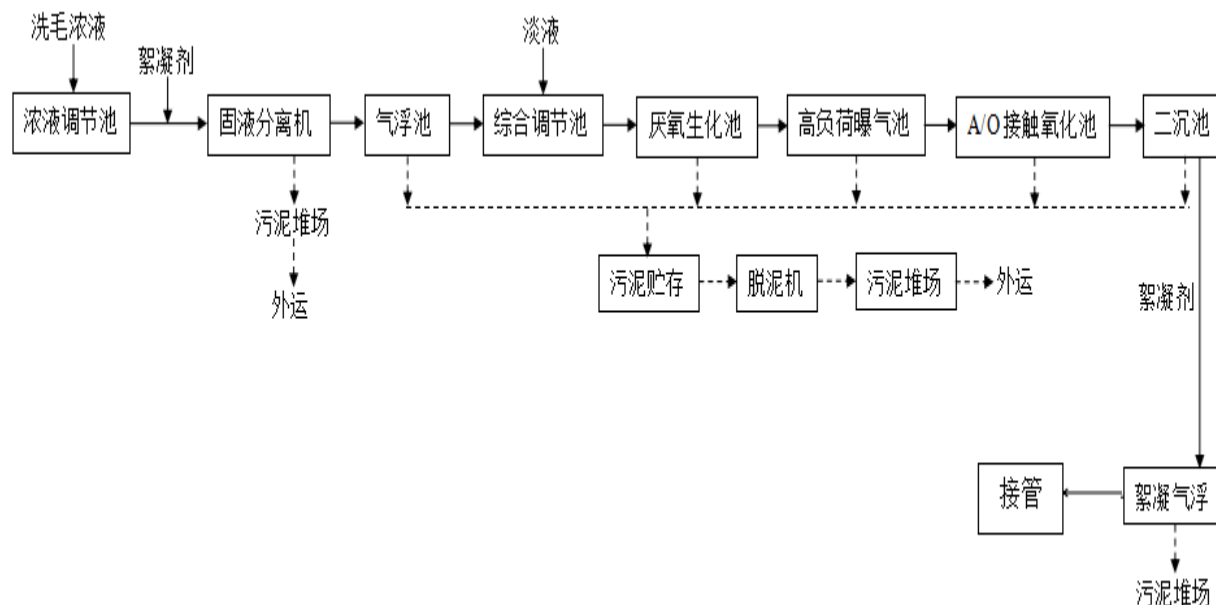 洗毛浓液
絮凝剂
淡液
浓液调节池
固液分离机
气浮池
综合调节池
厌氧生化池
高负荷曝气池
A/O接触氧化池
二沉池
污泥堆场
外运
污泥贮存
脱泥机
污泥堆场
外运
絮凝剂
接管
絮凝气浮
污泥堆场